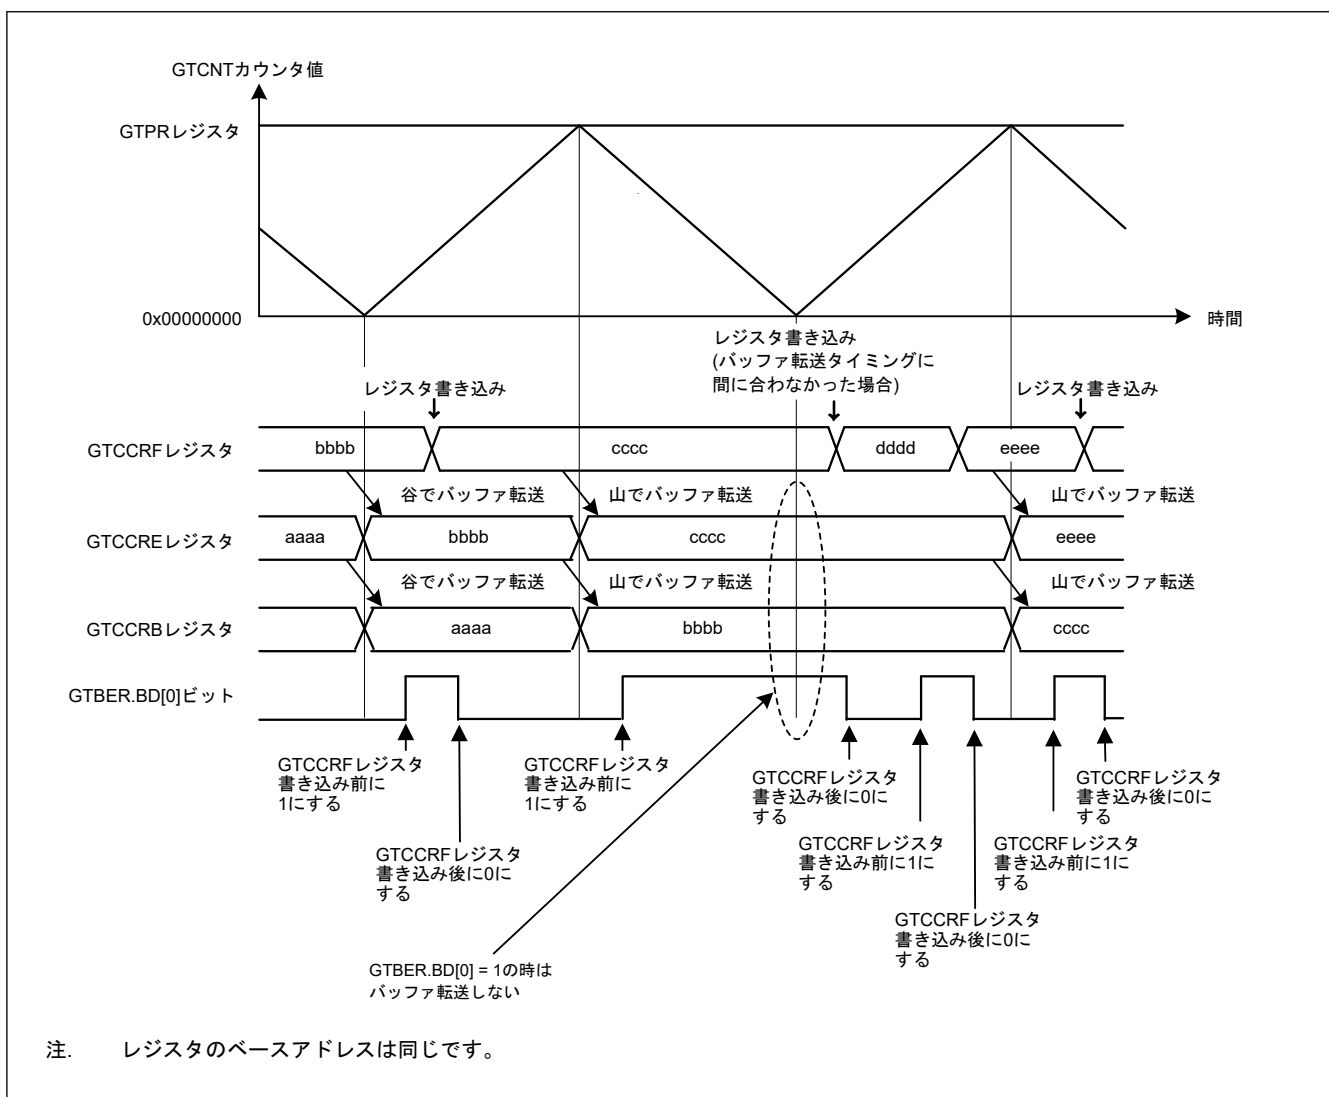 GTCNTカウンタ値
GTPRレジスタ
0x00000000
時間
レジスタ書き込み
(バッファ転送タイミングに
間に合わなかった場合)
レジスタ書き込み
レジスタ書き込み
GTCCRFレジスタ
bbbb
cccc
dddd
eeee
谷でバッファ転送
山でバッファ転送
山でバッファ転送
GTCCREレジスタ
aaaa
bbbb
cccc
eeee
谷でバッファ転送
山でバッファ転送
山でバッファ転送
GTCCRBレジスタ
aaaa
bbbb
cccc
GTBER.BD[0]ビット
GTCCRFレジスタ
書き込み前に
1にする
GTCCRFレジスタ
書き込み後に0に
する
GTCCRFレジスタ
書き込み前に
1にする
GTCCRFレジスタ
書き込み後に0に
する
GTCCRFレジスタ
書き込み前に1に
する
GTCCRFレジスタ
書き込み後に0に
する
GTCCRFレジスタ
書き込み前に1に
する
GTCCRFレジスタ
書き込み後に0に
する
GTBER.BD[0] = 1の時は
バッファ転送しない
注. レジスタのベースアドレスは同じです。